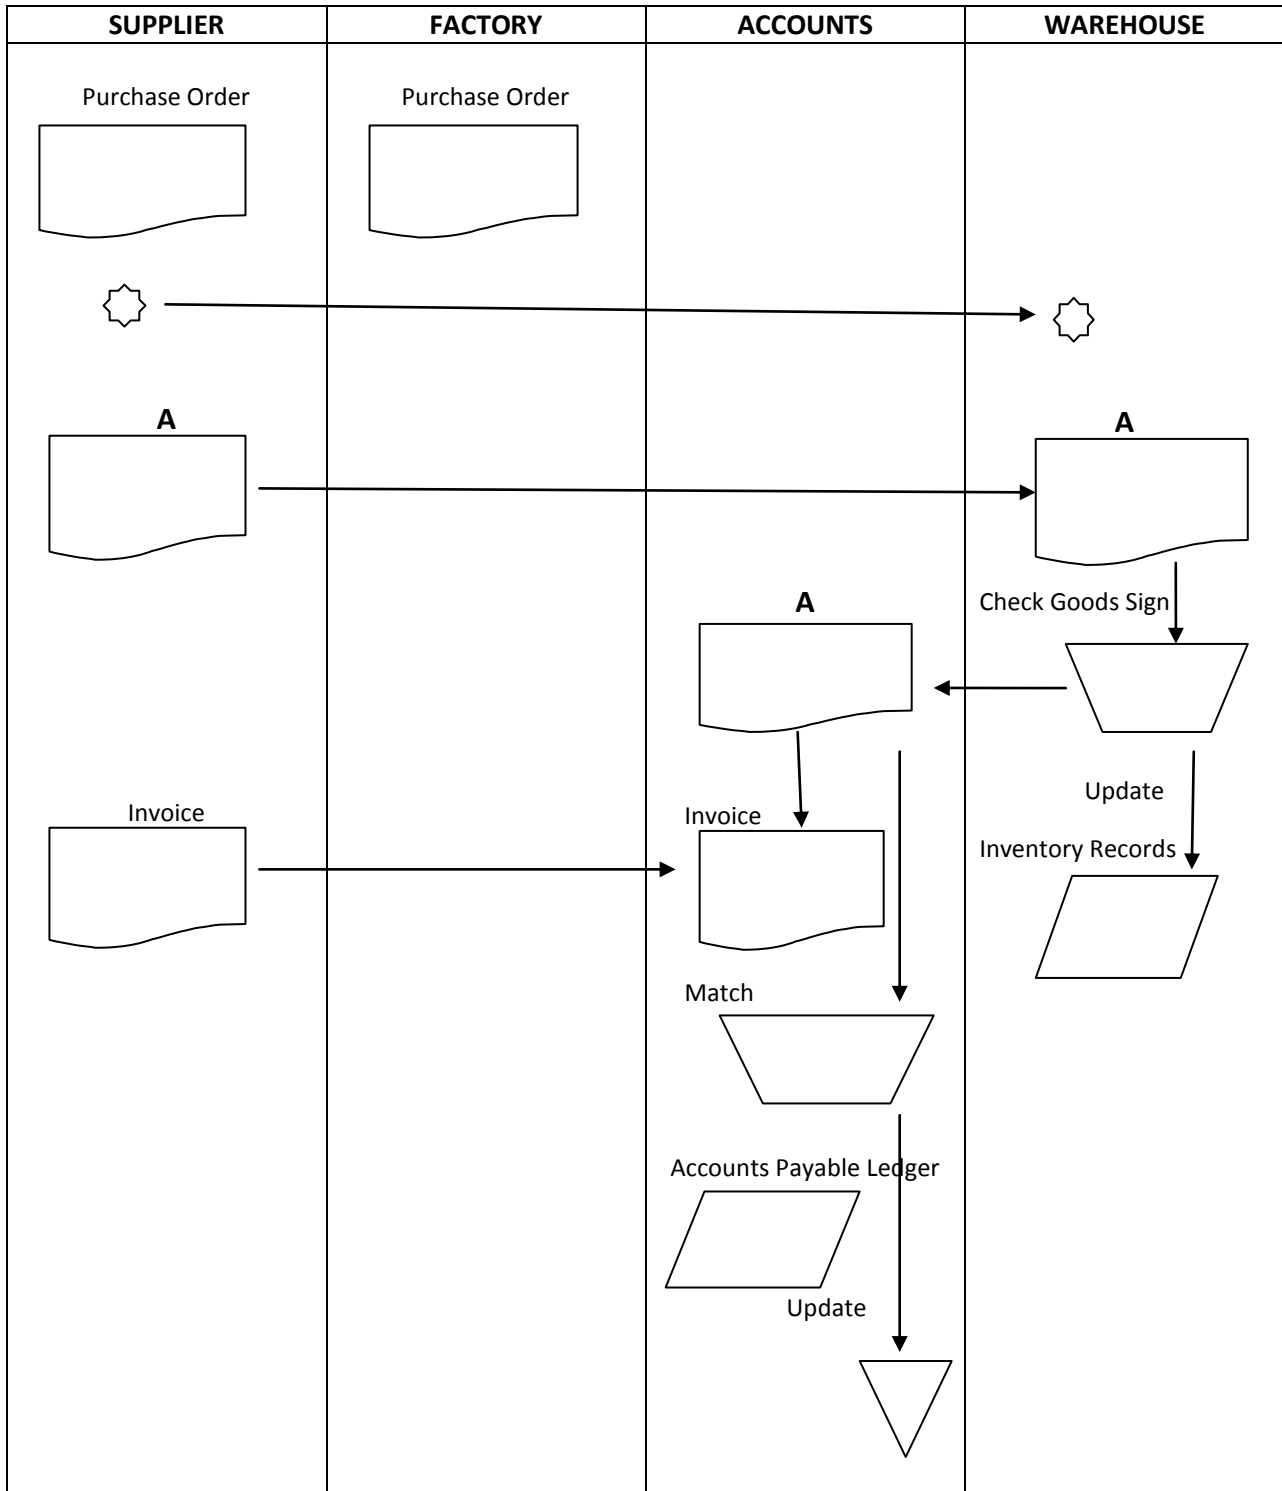 SUPPLIER
FACTORY
ACCOUNTS
WAREHOUSE
Purchase Order
Purchase Order
A
A
Check Goods Sign
A
Update
Invoice
Invoice
Inventory Records
Match
Accounts Payable Ledger
Update